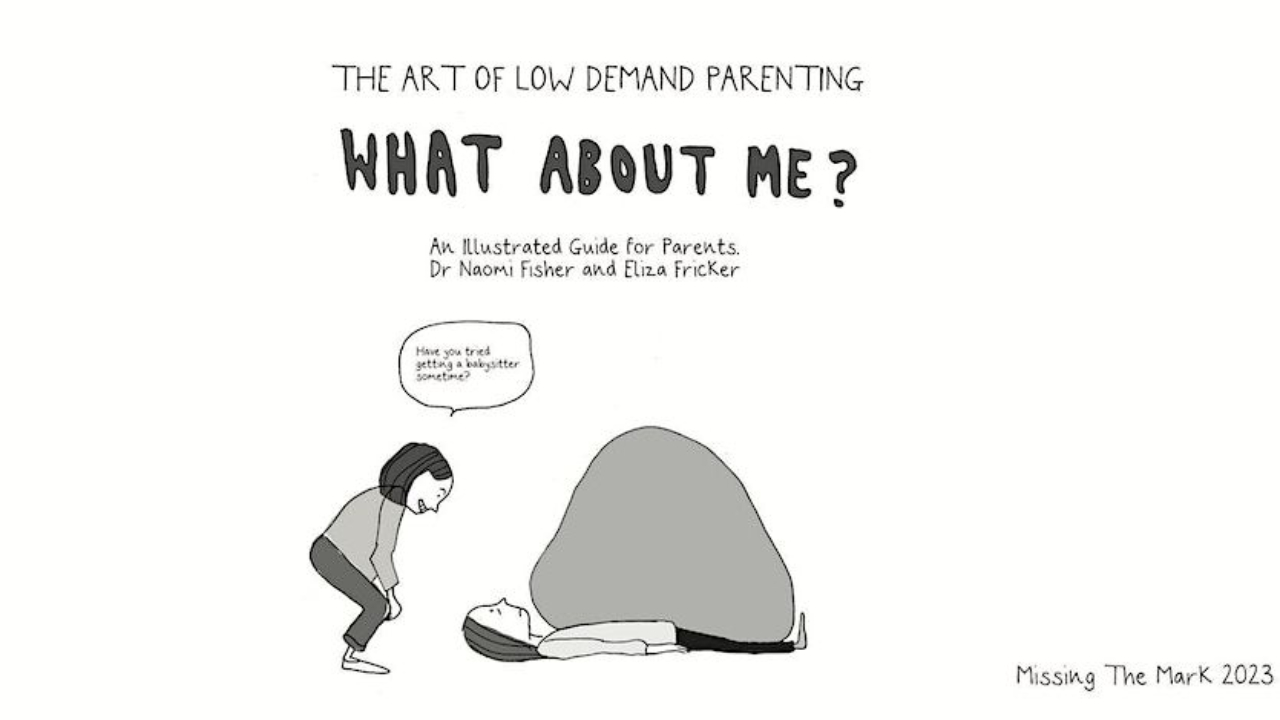 THE ART OF LOW DEMAND PARENTING
WHAT ABOUT ME?
An Illustrated Guide for Parents.
Dr Naomi Fisher and Eliza Fricker
Have you tried
getting a babysitter
sometime?
Missing The Mark 2023